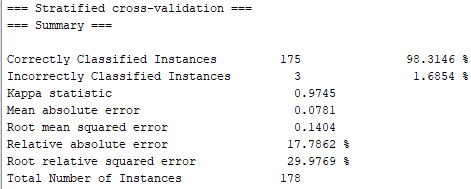 === Stratified cross-validation ===
=== Summary ===
Correctly Classified Instances 175 98.3146 %
Incorrectly Classified Instances 3 1.6854 %
Kappa statistic 0.9745
Mean absolute error 0.0781
Root mean squared error 0.1404
Relative absolute error 17.7862 %
Root relative squared error 29.9769 %
Total Number of Instances 178